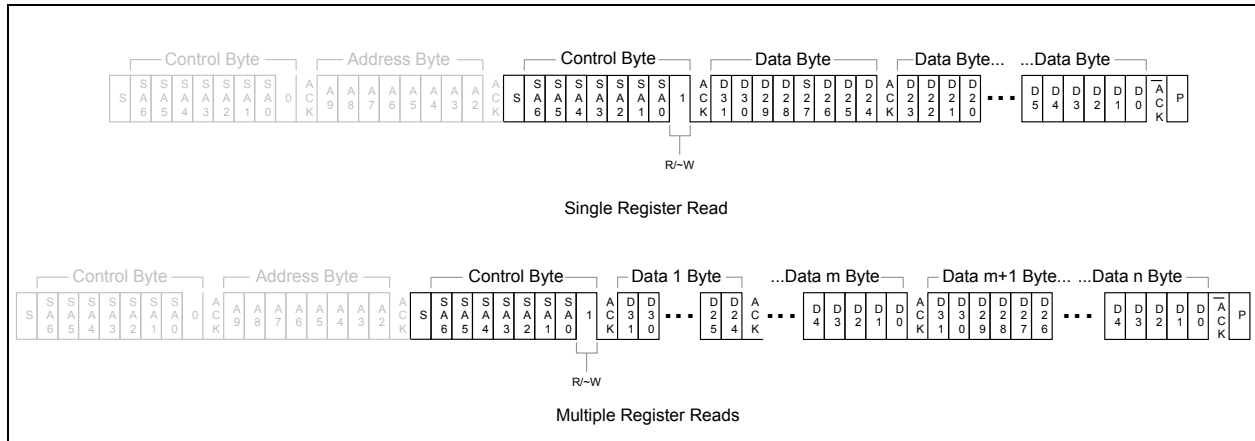 Control Byte Address Byte Control Byte Data Byte Data Byte... ...Data Byte
S SA6 SA5 SA4 SA3 SA2 SA1 SA0 0 ACK A9 A8 A7 A6 A5 A4 A3 A2 ACK S SA6 SA5 SA4 SA3 SA2 SA1 SA0 1 ACK D31 D30 D29 D28 S27 D26 D25 D24 ACK D23 D22 D21 D20 ... D5 D4 D3 D2 D1 D0 ACK P
R/~W
Single Register Read
Control Byte Address Byte Control Byte Data 1 Byte ...Data m Byte Data m+1 Byte... ...Data n Byte
S SA6 SA5 SA4 SA3 SA2 SA1 SA0 0 ACK A9 A8 A7 A6 A5 A4 A3 A2 ACK S SA6 SA5 SA4 SA3 SA2 SA1 SA0 1 ACK D31 D30 ... D25 D24 ACK ... D4 D3 D2 D1 D0 ACK D31 D30 D29 D28 D27 D26 ... D4 D3 D2 D1 D0 ACK P
R/~W
Multiple Register Reads